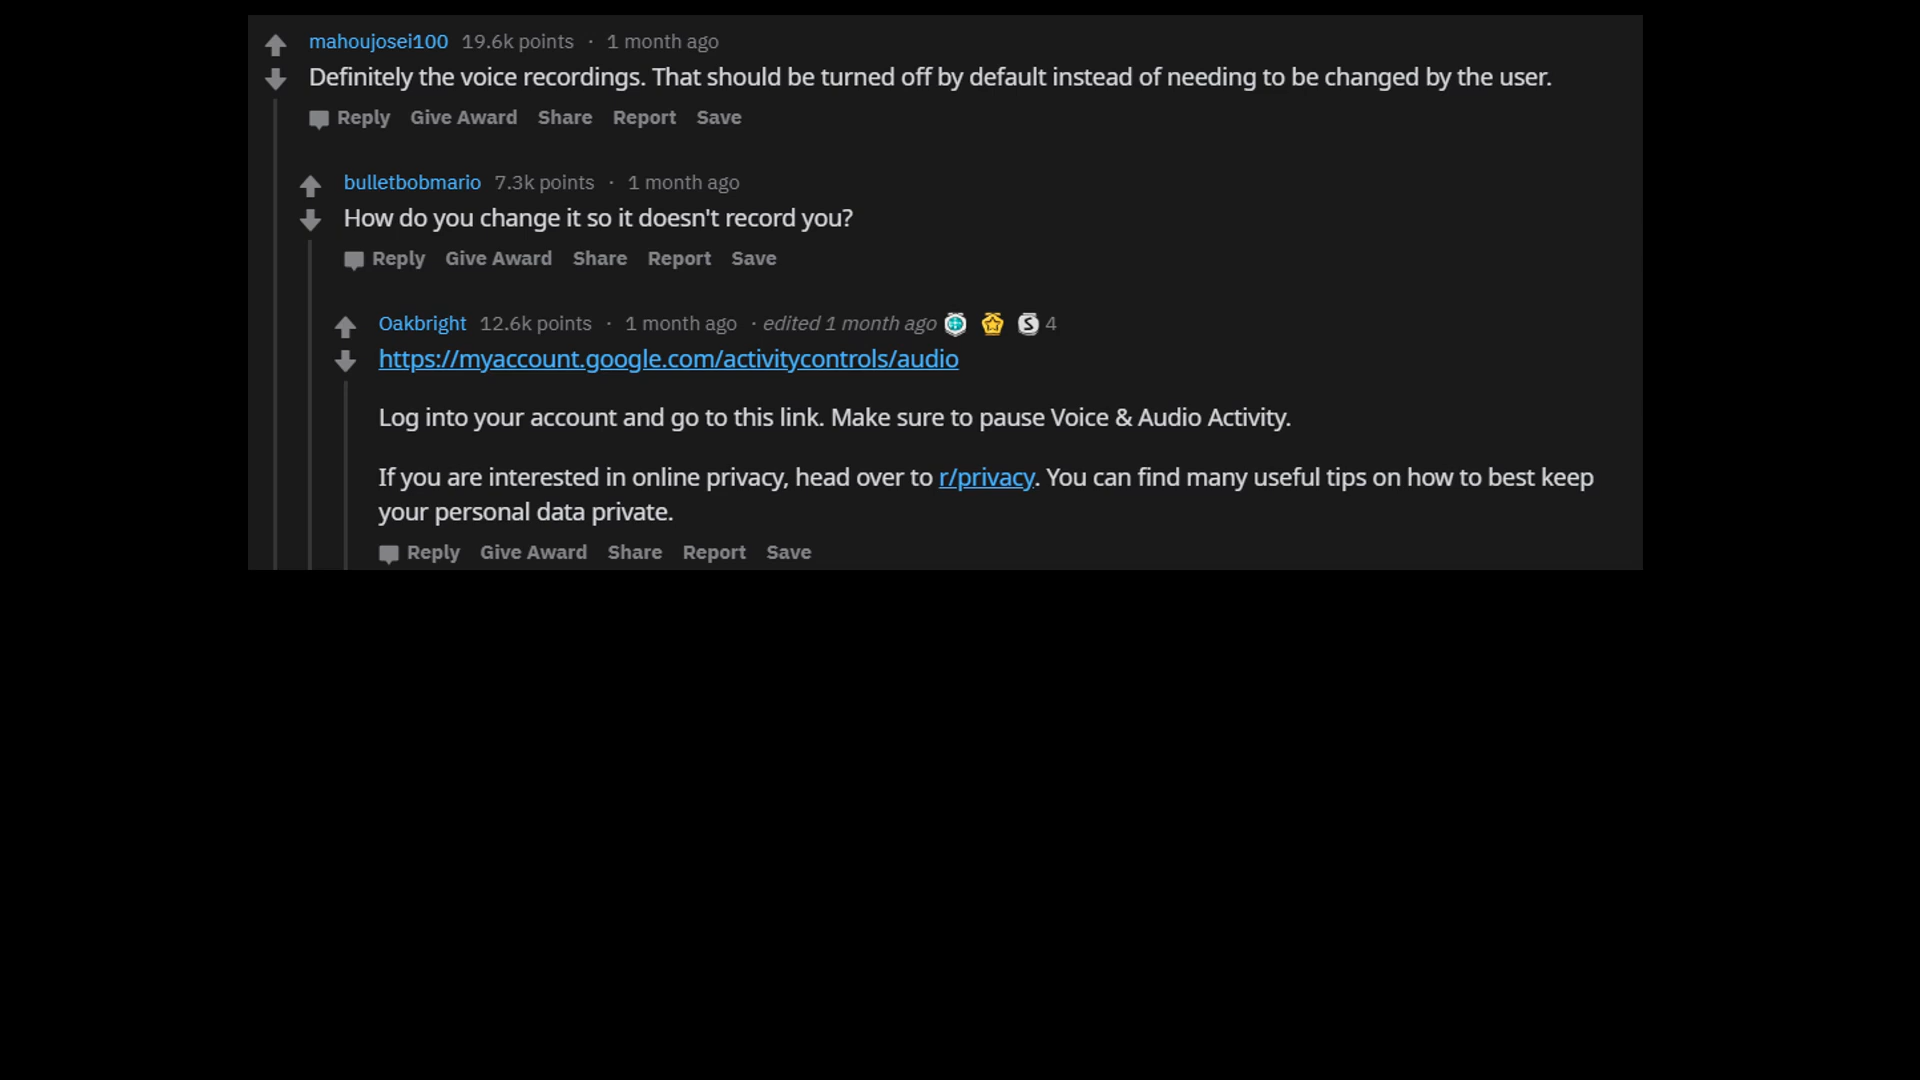 mahoujosei100 19.6k points · 1 month ago
Definitely the voice recordings. That should be turned off by default instead of needing to be changed by the user.
Reply Give Award Share Report Save
bulletbobmario 7.3k points · 1 month ago
How do you change it so it doesn't record you?
Reply Give Award Share Report Save
Oakbright 12.6k points · 1 month ago · edited 1 month ago S 4
https://myaccount.google.com/activitycontrols/audio
Log into your account and go to this link. Make sure to pause Voice & Audio Activity.
If you are interested in online privacy, head over to r/privacy. You can find many useful tips on how to best keep
your personal data private.
Reply Give Award Share Report Save